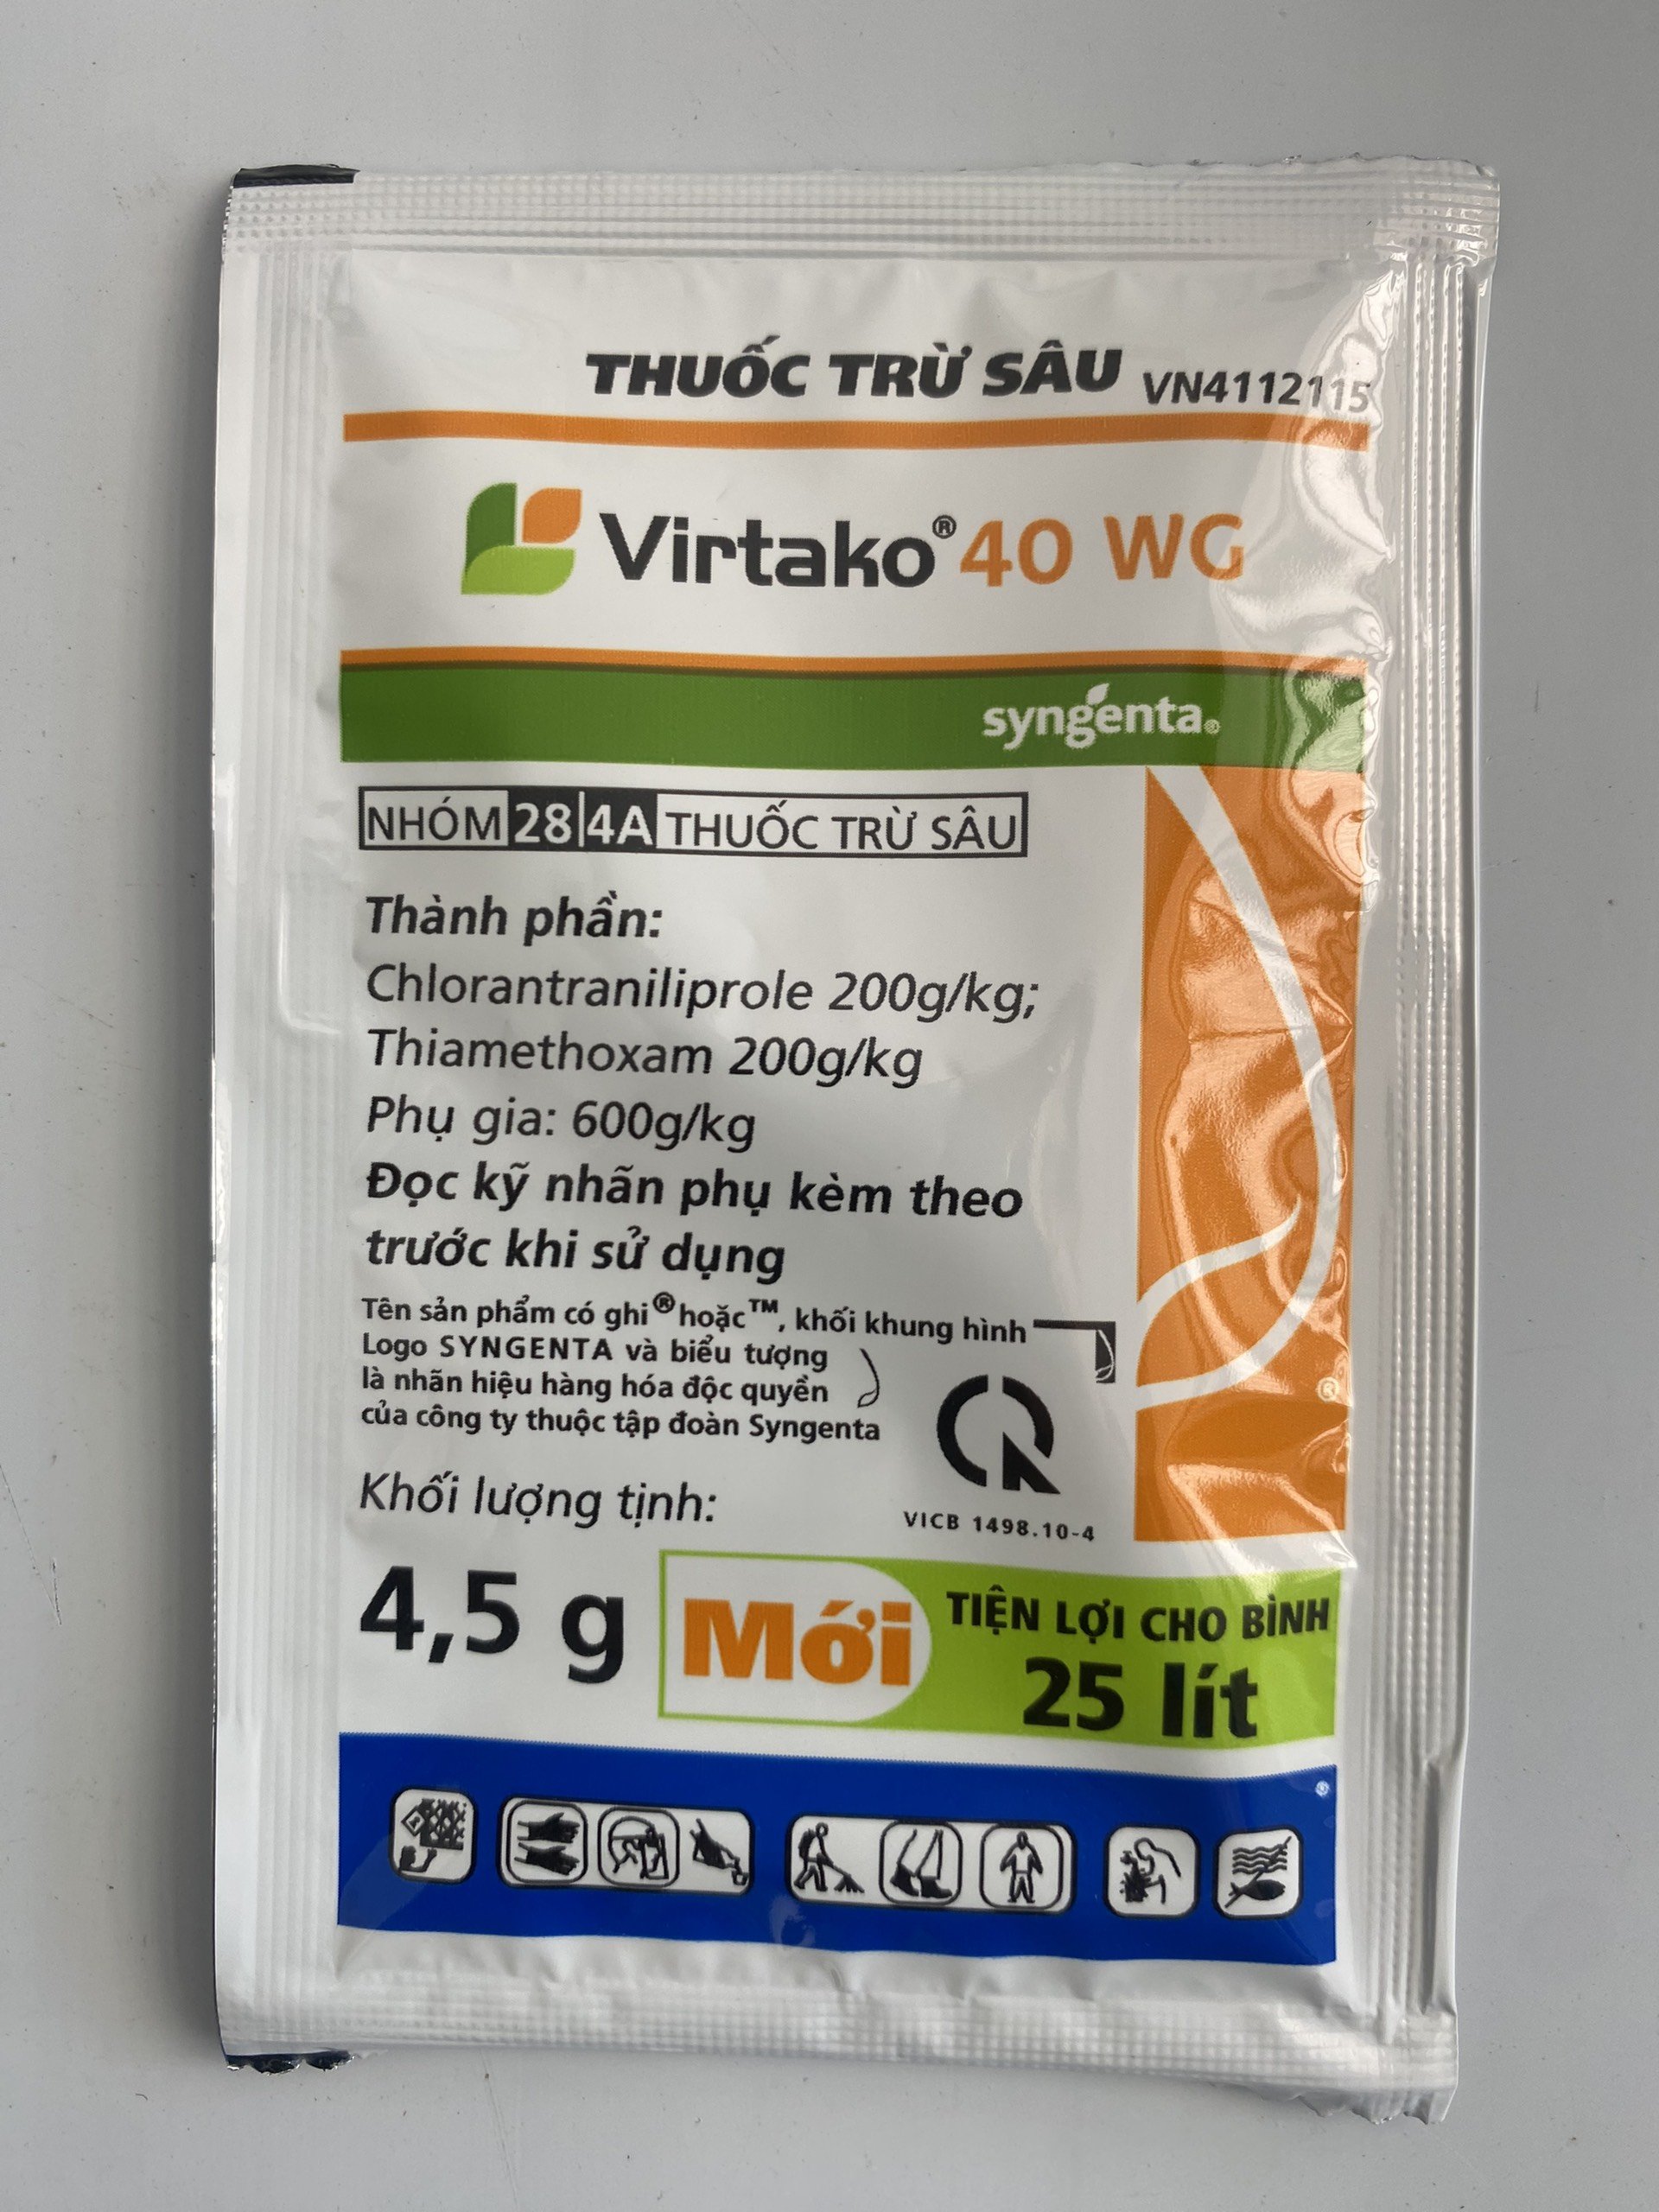 THUỐC TRỪ SÂU VN4112115
Virtako® 40 WG
syngenta®
NHÓM 28 4A THUỐC TRỪ SÂU
Thành phần:
Chlorantraniliprole 200g/kg;
Thiamethoxam 200g/kg
Phụ gia: 600g/kg
Đọc kỹ nhãn phụ kèm theo
trước khi sử dụng
Tên sản phẩm có ghi ® hoặc ™, khối khung hình
Logo SYNGENTA và biểu tượng
là nhãn hiệu hàng hóa độc quyền
của công ty thuộc tập đoàn Syngenta
VICB 1498.10-4
Khối lượng tịnh:
4,5 g
Mới
TIỆN LỢI CHO BÌNH
25 lít